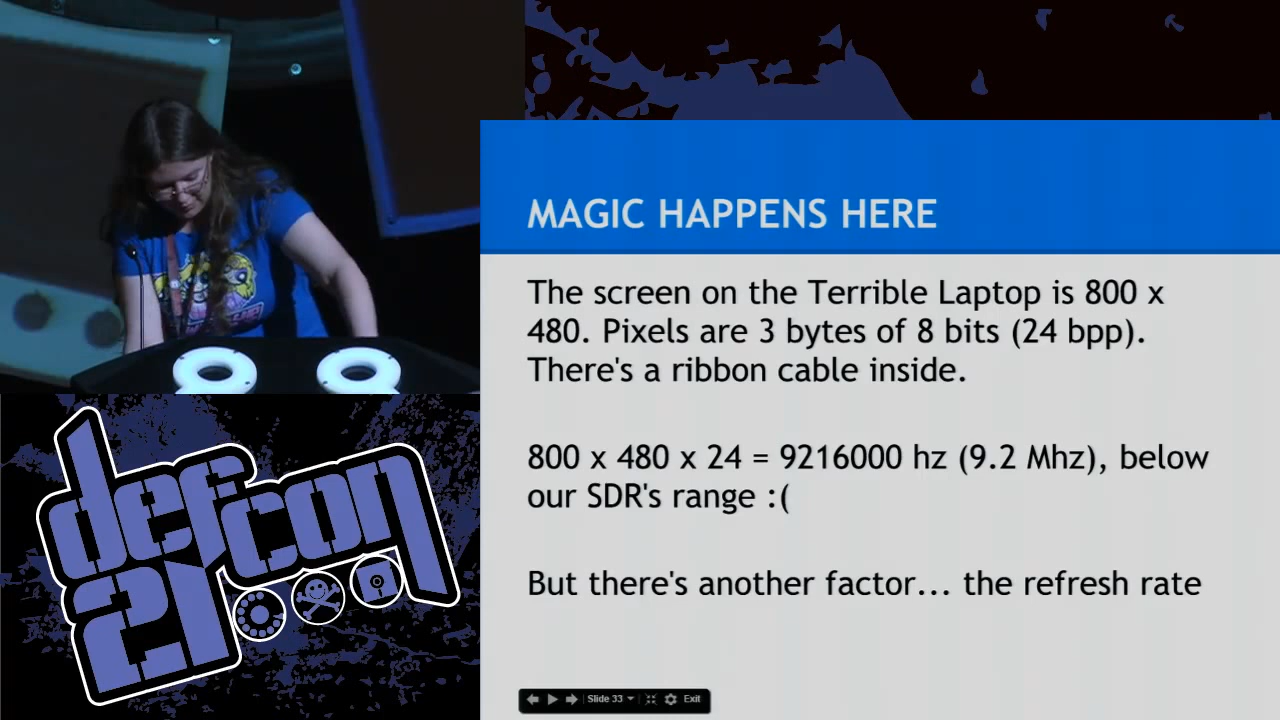 MAGIC HAPPENS HERE
The screen on the Terrible Laptop is 800 x
480. Pixels are 3 bytes of 8 bits (24 bpp).
There's a ribbon cable inside.
800 x 480 x 24 = 9216000 hz (9.2 Mhz), below
our SDR's range :(
But there's another factor... the refresh rate
defcon
21
Slide 33
Exit